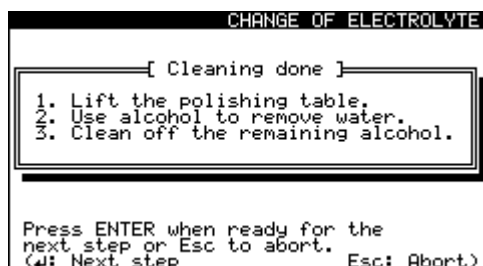 CHANGE OF ELECTROLYTE
[ Cleaning done ]
1. Lift the polishing table.
2. Use alcohol to remove water.
3. Clean off the remaining alcohol.
Press ENTER when ready for the
next step or Esc to abort.
(↵: Next step Esc: Abort)